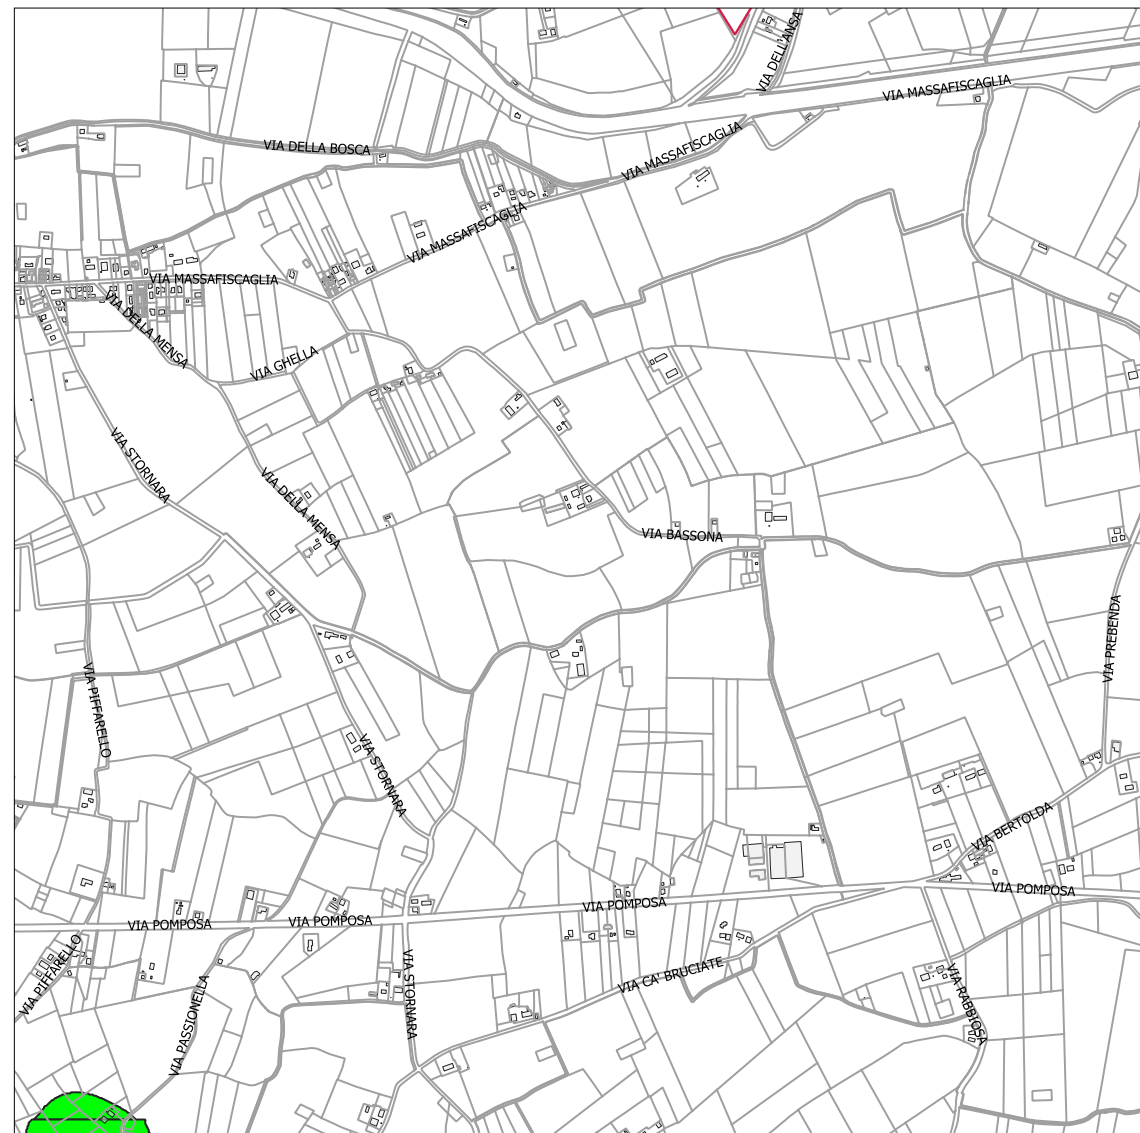 VIA DELL'ANSA
VIA MASSAFISCAGLIA
VIA DELLA BOSCA
VIA MASSAFISCAGLIA
VIA MASSAFISCAGLIA
VIA MASSAFISCAGLIA
VIA DELLA MENSA
VIA GHELLA
VIA STORNARA
VIA DELLA MENSA
VIA BASSONA
VIA PREBENDA
VIA PIFFARELLO
VIA STORNARA
VIA BERTOLDA
VIA POMPOSA
VIA POMPOSA
VIA POMPOSA
VIA POMPOSA
VIA PIFFARELLO
VIA STORNARA
VIA CA' BRUCIATE
VIA PASSIONELLA
VIA RABBIOSA